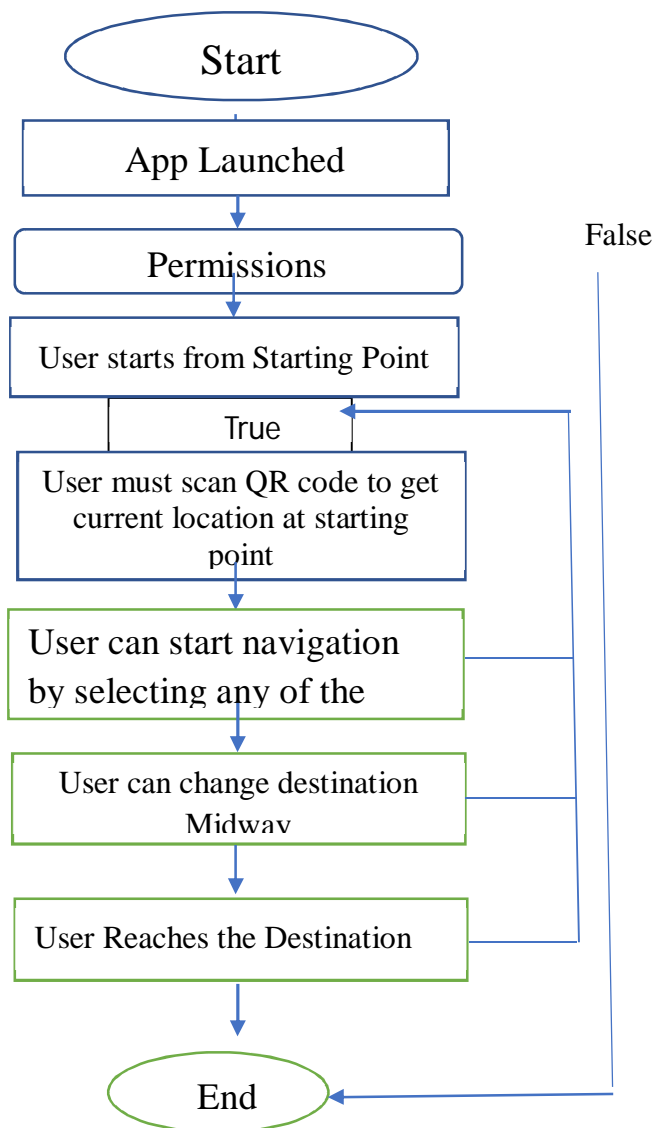 Start
App Launched
False
Permissions
User starts from Starting Point
True
User must scan QR code to get
current location at starting
point
User can start navigation
by selecting any of the
User can change destination
Midway
User Reaches the Destination
End